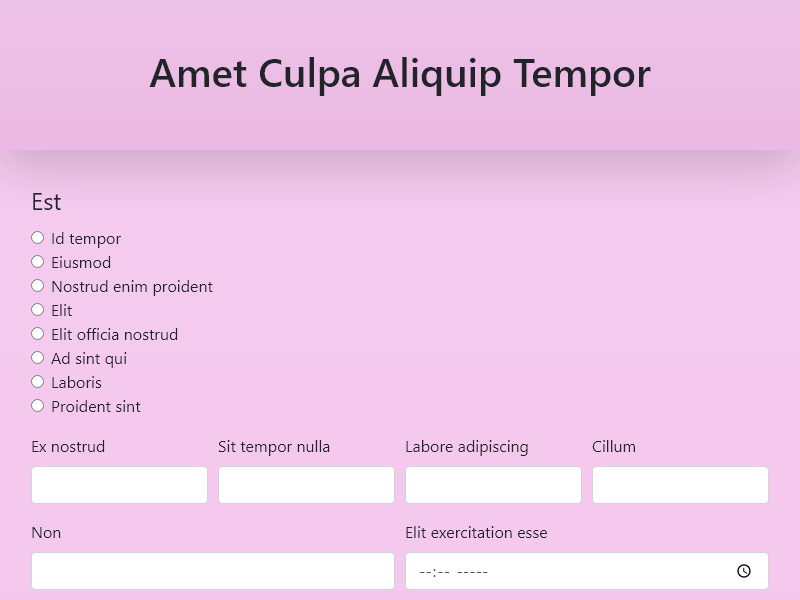 Amet Culpa Aliquip Tempor
Est
Id tempor
Eiusmod
Nostrud enim proident
Elit
Elit officia nostrud
Ad sint qui
Laboris
Proident sint
Ex nostrud
Sit tempor nulla
Labore adipiscing
Cillum
Non
Elit exercitation esse
--:-- -----